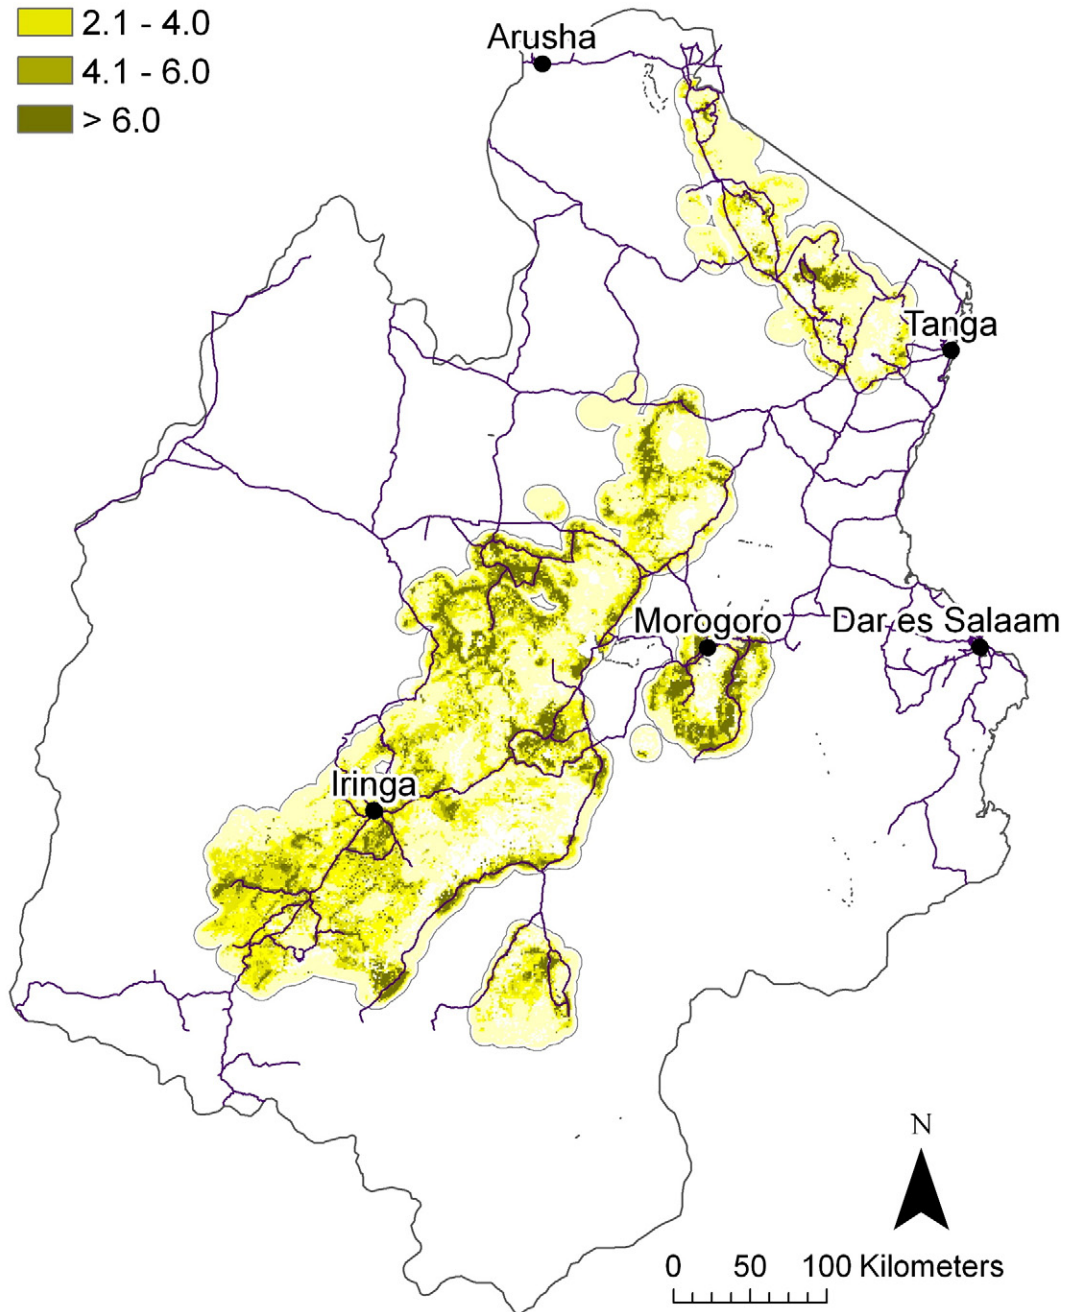 2.1 - 4.0
4.1 - 6.0
> 6.0
Arusha
Tanga
Morogoro
Dar es Salaam
Iringa
N
0 50 100 Kilometers